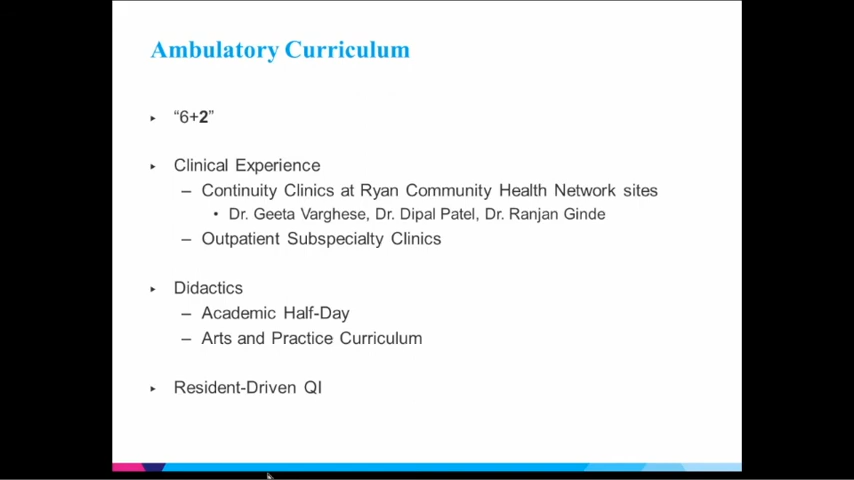 Ambulatory Curriculum
▸ “6+2”
▸ Clinical Experience
– Continuity Clinics at Ryan Community Health Network sites
• Dr. Geeta Varghese, Dr. Dipal Patel, Dr. Ranjan Ginde
– Outpatient Subspecialty Clinics
▸ Didactics
– Academic Half-Day
– Arts and Practice Curriculum
▸ Resident-Driven QI